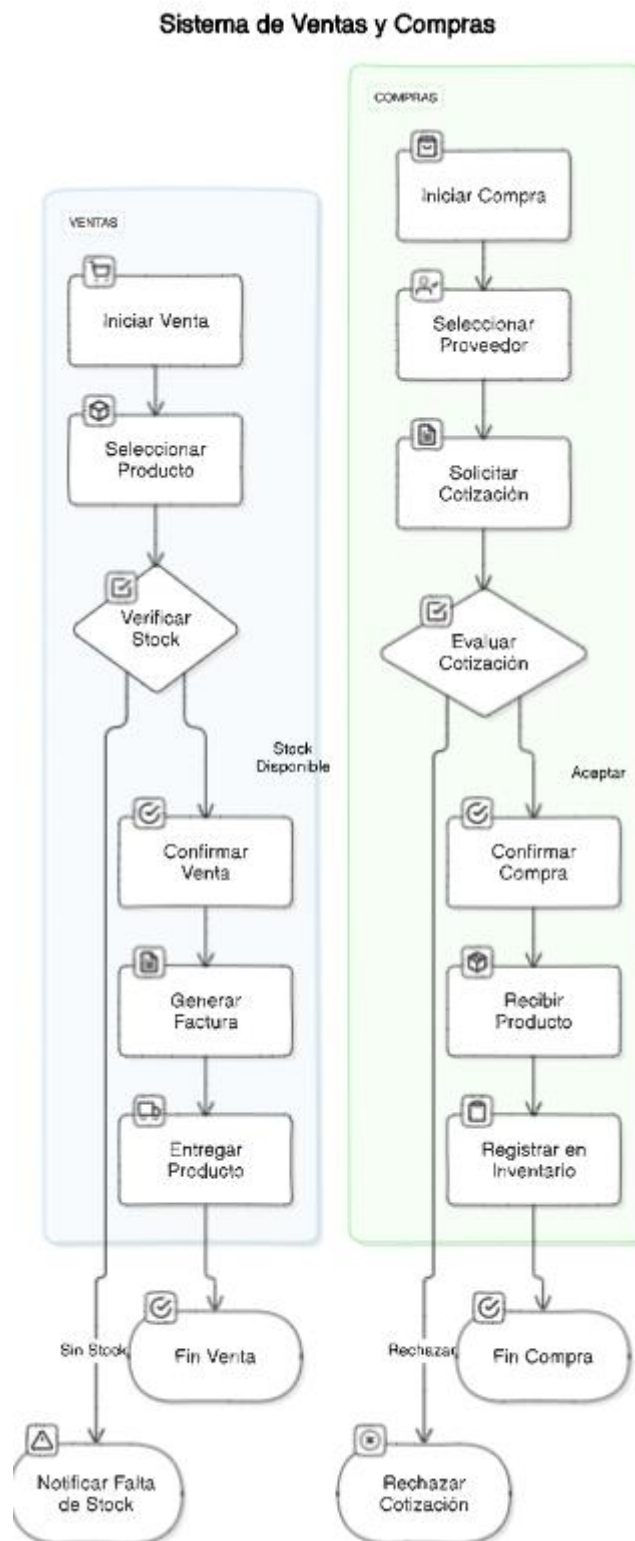 Sistema de Ventas y Compras
VENTAS
Iniciar Venta
Seleccionar
Producto
Verificar
Stock
Stock
Disponible
Confirmar
Venta
Generar
Factura
Entregar
Producto
Sin Stock
Fin Venta
Notificar Falta
de Stock
COMPRAS
Iniciar Compra
Seleccionar
Proveedor
Solicitar
Cotización
Evaluar
Cotización
Aceptar
Confirmar
Compra
Recibir
Producto
Registrar en
Inventario
Rechazar
Fin Compra
Rechazar
Cotización